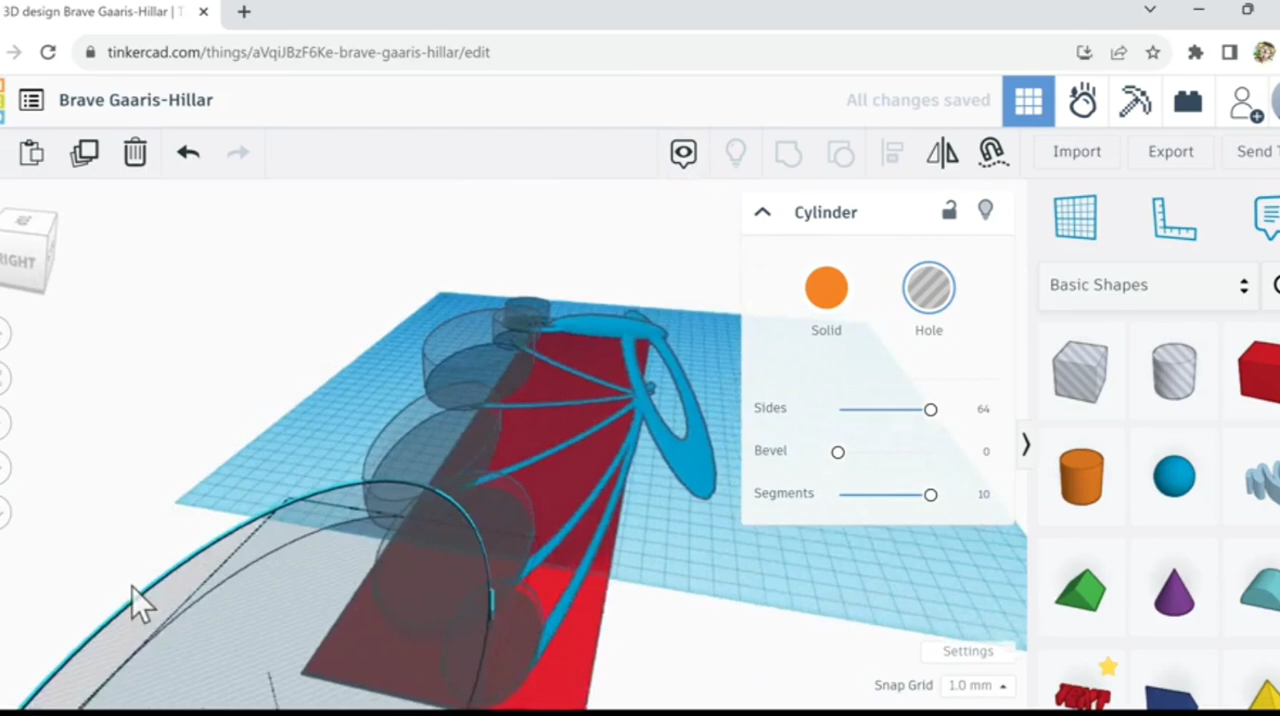 3D design Brave Gaaris-Hillar | T
tinkercad.com/things/aVqiJBzF6Ke-brave-gaaris-hillar/edit
Brave Gaaris-Hillar
All changes saved
Import
Export
Send T
RIGHT
Cylinder
Solid
Hole
Sides
64
Bevel
0
Segments
10
Basic Shapes
TEXT
Settings
Snap Grid
1.0 mm